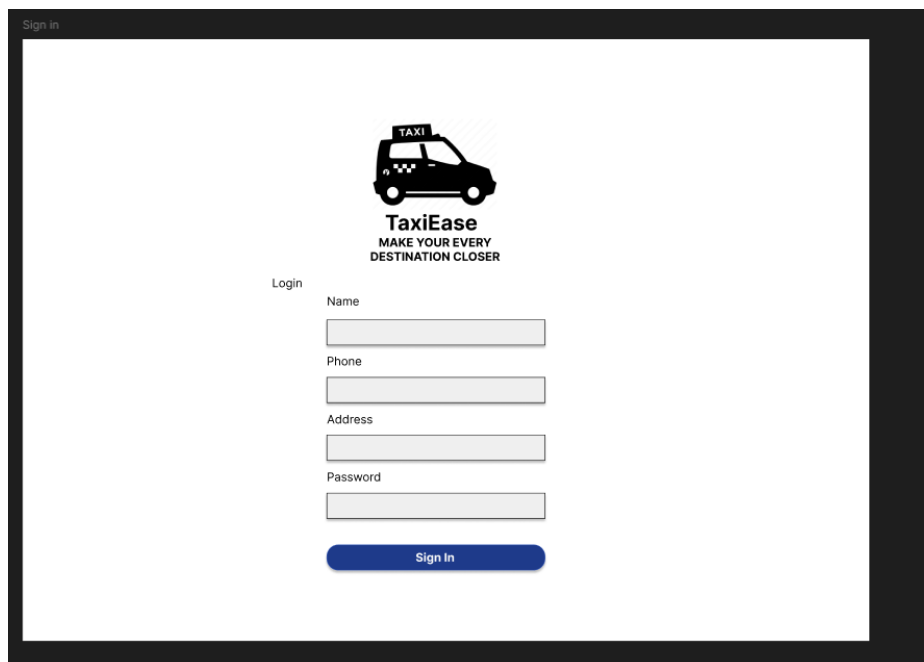 Sign in
TAXI
TaxiEase
MAKE YOUR EVERY
DESTINATION CLOSER
Login
Name
Phone
Address
Password
Sign In